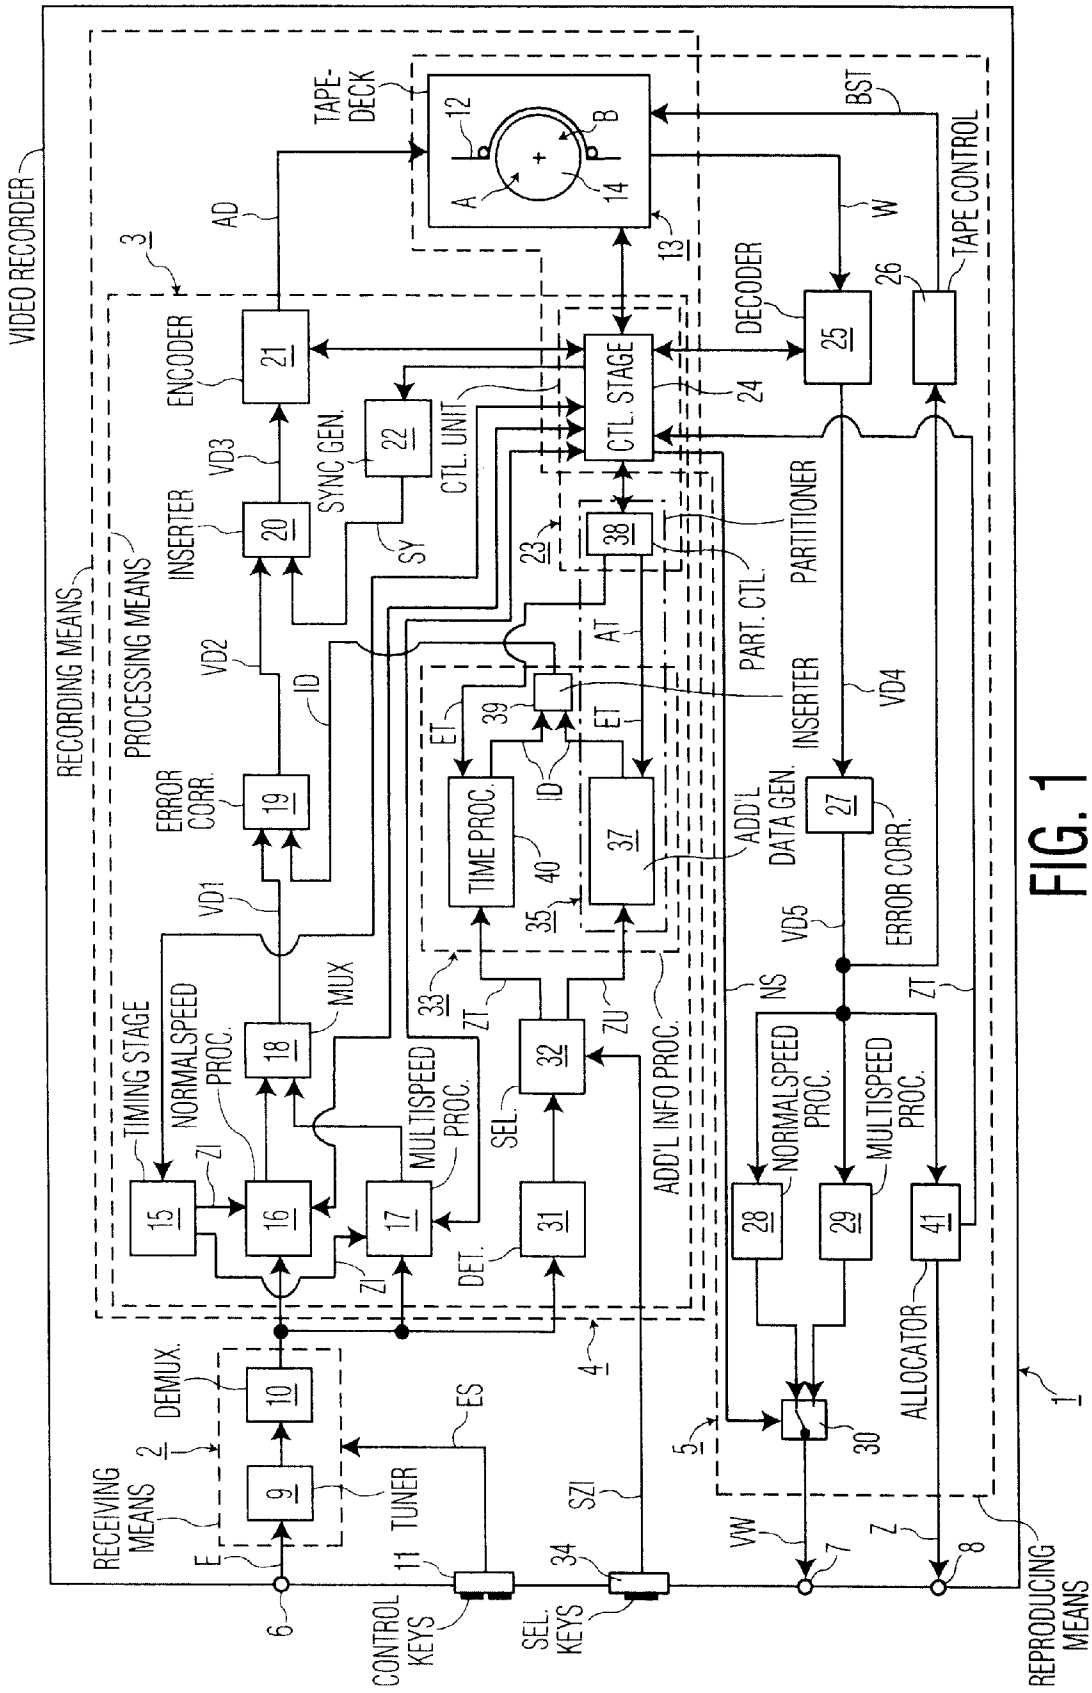 VIDEO RECORDER
RECORDING MEANS
PROCESSING MEANS
3
ENCODER
AD
TAPE-
DECK
12
A
B
14
13
21
VD3
INSERTER
20
SYNC GEN.
22
SY
CTL. UNIT
CTL. STAGE
24
23
38
PART. CTL.
PARTITIONER
VD2
ID
ERROR
CORR.
19
VD1
MUX
18
TIMING STAGE
15
ZI
NORMALSPEED
PROC.
16
ZI
MULTISPEED
PROC.
17
DET.
31
SEL.
32
ZT
ZU
33
ADD'L INFO PROC.
TIME PROC.
40
ET
39
ID
INSERTER
AT
ET
35
37
ADD'L
DATA GEN.
RECEIVING
MEANS
2
DEMUX.
10
9
TUNER
E
6
ES
11
CONTROL
KEYS
4
SZI
34
SEL.
KEYS
DECODER
25
W
BST
26
TAPE CONTROL
VD4
27
ERROR CORR.
VD5
NS
ZT
NORMALSPEED
PROC.
28
MULTISPEED
PROC.
29
41
ALLOCATOR
30
5
VW
7
Z
8
1
REPRODUCING
MEANS
FIG. 1